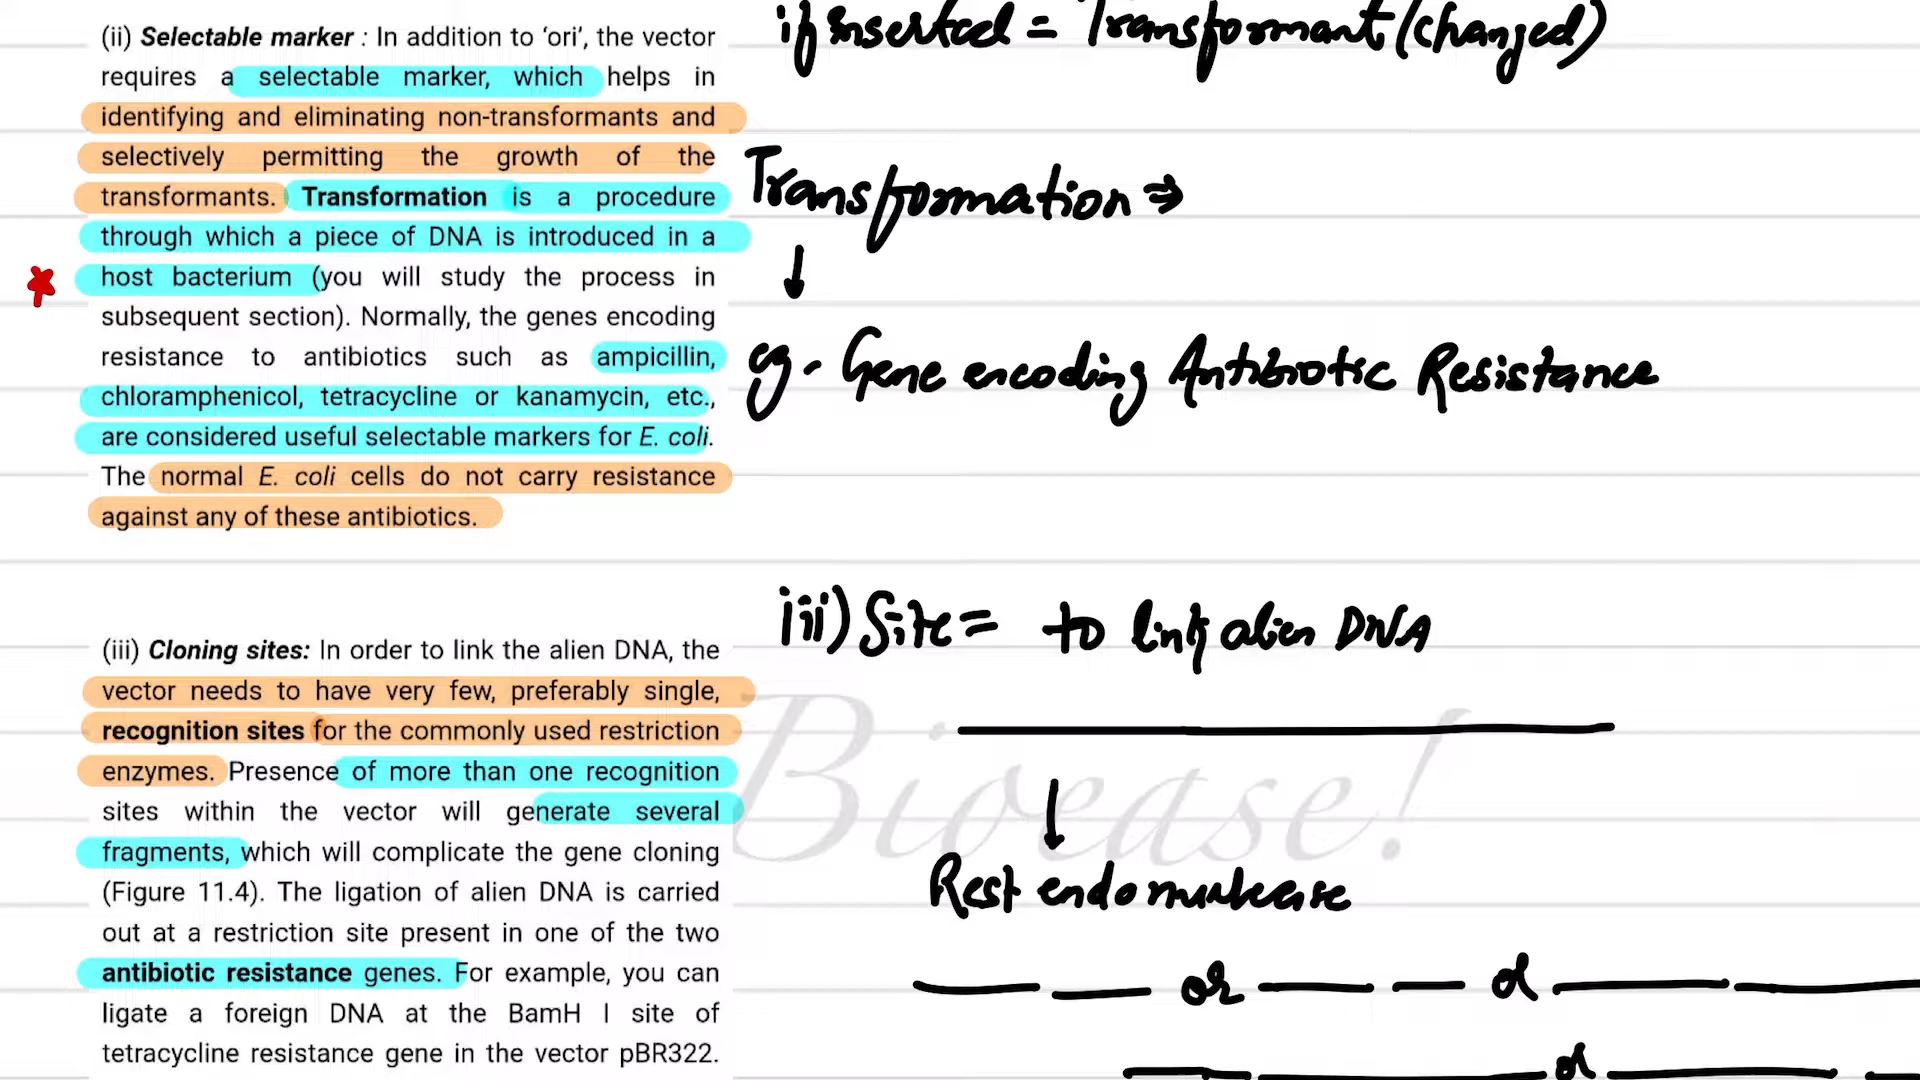 (ii) Selectable marker : In addition to ‘ori’, the vector
requires a selectable marker, which helps in
identifying and eliminating non-transformants and
selectively permitting the growth of the
transformants. Transformation is a procedure
through which a piece of DNA is introduced in a
host bacterium (you will study the process in
subsequent section). Normally, the genes encoding
resistance to antibiotics such as ampicillin,
chloramphenicol, tetracycline or kanamycin, etc.,
are considered useful selectable markers for E. coli.
The normal E. coli cells do not carry resistance
against any of these antibiotics.
if inserted = Transformant (changed)
Transformation ⇒
↓
eg - Gene encoding Antibiotic Resistance
(iii) Cloning sites: In order to link the alien DNA, the
vector needs to have very few, preferably single,
recognition sites for the commonly used restriction
enzymes. Presence of more than one recognition
sites within the vector will generate several
fragments, which will complicate the gene cloning
(Figure 11.4). The ligation of alien DNA is carried
out at a restriction site present in one of the two
antibiotic resistance genes. For example, you can
ligate a foreign DNA at the BamH I site of
tetracycline resistance gene in the vector pBR322.
iii) Site = to link alien DNA
Bioease!
↓
Rest endonuclease
or